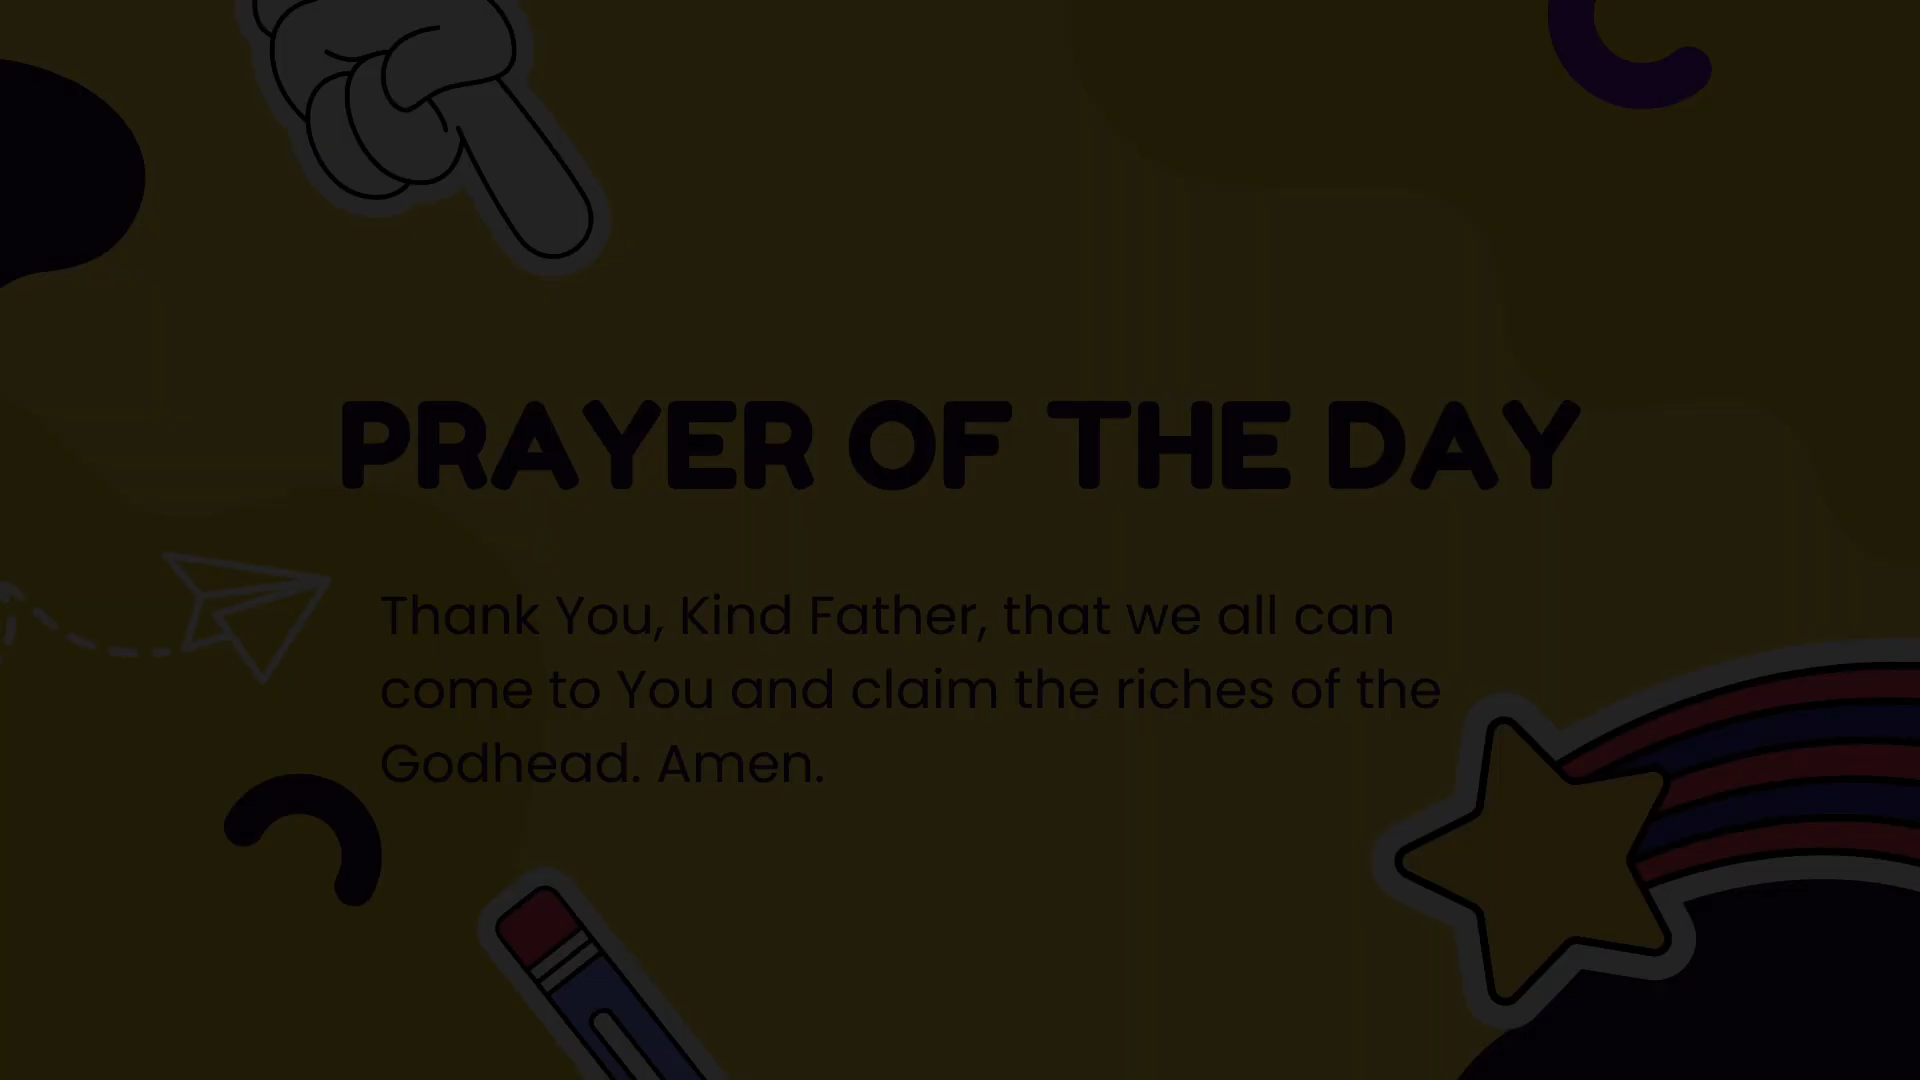 PRAYER OF THE DAY
Thank You, Kind Father, that we all can
come to You and claim the riches of the
Godhead. Amen.